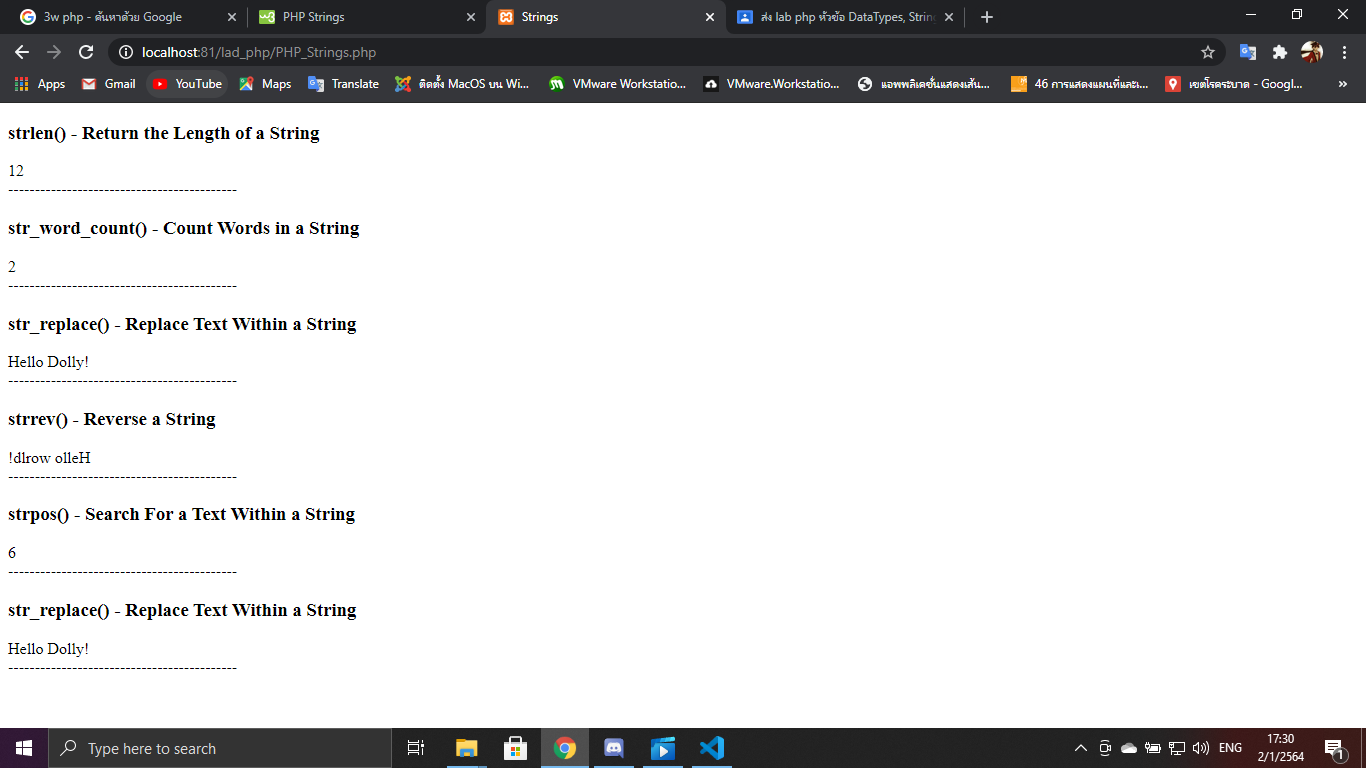 3w php - ค้นหาด้วย Google
PHP Strings
Strings
ส่ง lab php หัวข้อ DataTypes, Strin
localhost:81/lad_php/PHP_Strings.php
Apps
Gmail
YouTube
Maps
Translate
ติดตั้ง MacOS บน Wi...
VMware Workstatio...
VMware.Workstatio...
แอพพลิเคชั่นแสดงเส้น...
46 การแสดงแผนที่และเ...
เขตโรคระบาด - Googl...
»
strlen() - Return the Length of a String
12
-------------------------------------------
str_word_count() - Count Words in a String
2
-------------------------------------------
str_replace() - Replace Text Within a String
Hello Dolly!
-------------------------------------------
strrev() - Reverse a String
!dlrow olleH
-------------------------------------------
strpos() - Search For a Text Within a String
6
-------------------------------------------
str_replace() - Replace Text Within a String
Hello Dolly!
-------------------------------------------
Type here to search
ENG
17:30
2/1/2564
1